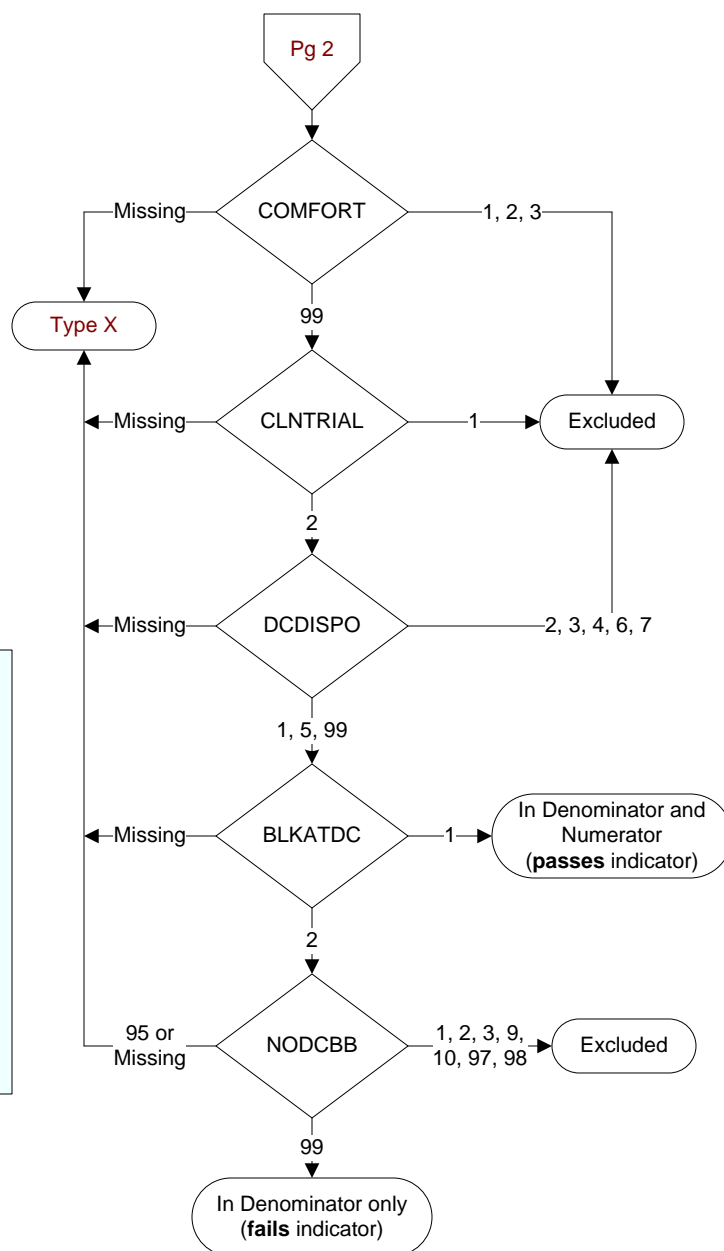 Pg 2
COMFORT
Missing
1, 2, 3
Type X
99
CLNTRIAL
Missing
1
Excluded
2
DCDISPO
Missing
2, 3, 4, 6, 7
1, 5, 99
BLKATDC
Missing
1
In Denominator and
Numerator
(passes indicator)
2
NODCBB
95 or
Missing
1, 2, 3, 9,
10, 97, 98
Excluded
99
In Denominator only
(fails indicator)